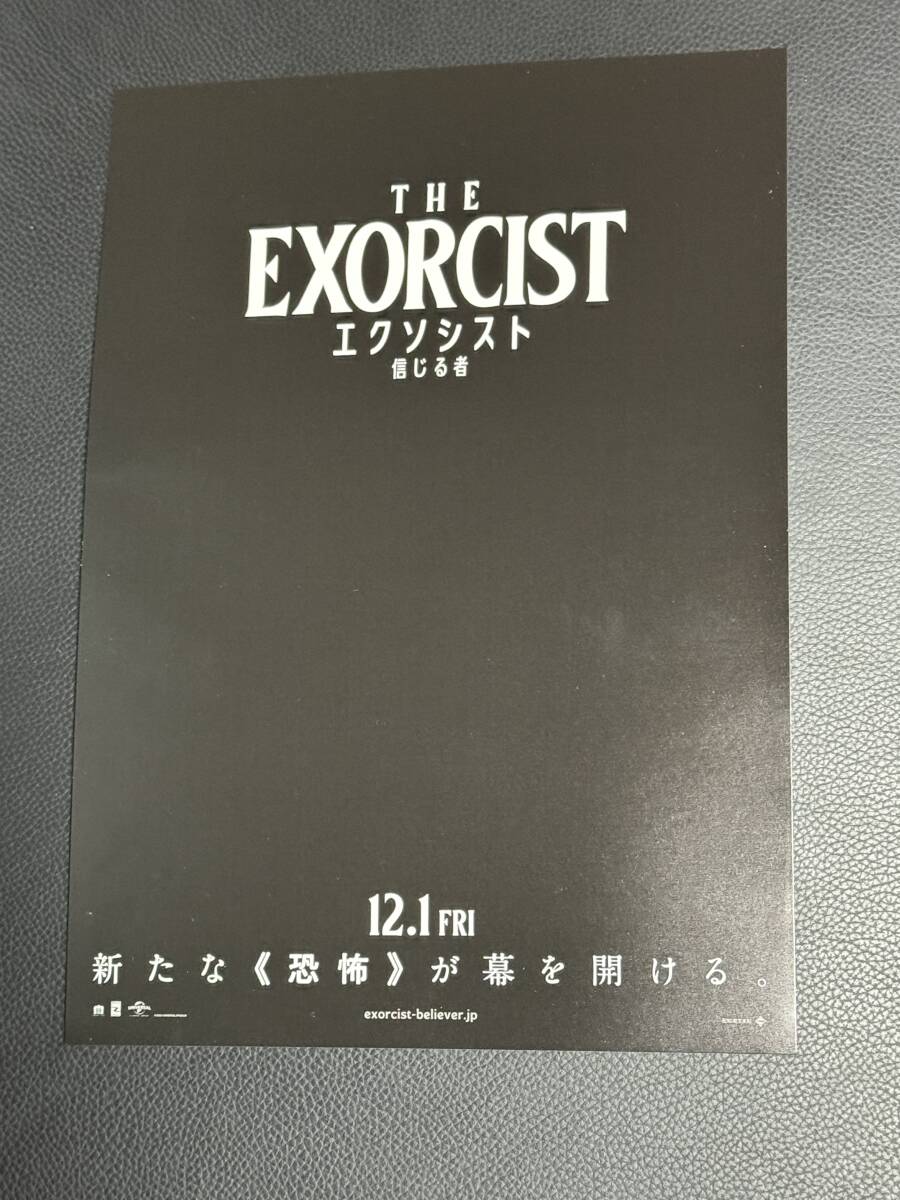 THE
EXORCIST
エクソシスト
信じる者
12.1 FRI
新たな《恐怖》が幕を開ける。
UNIVERSAL
exorcist-believer.jp